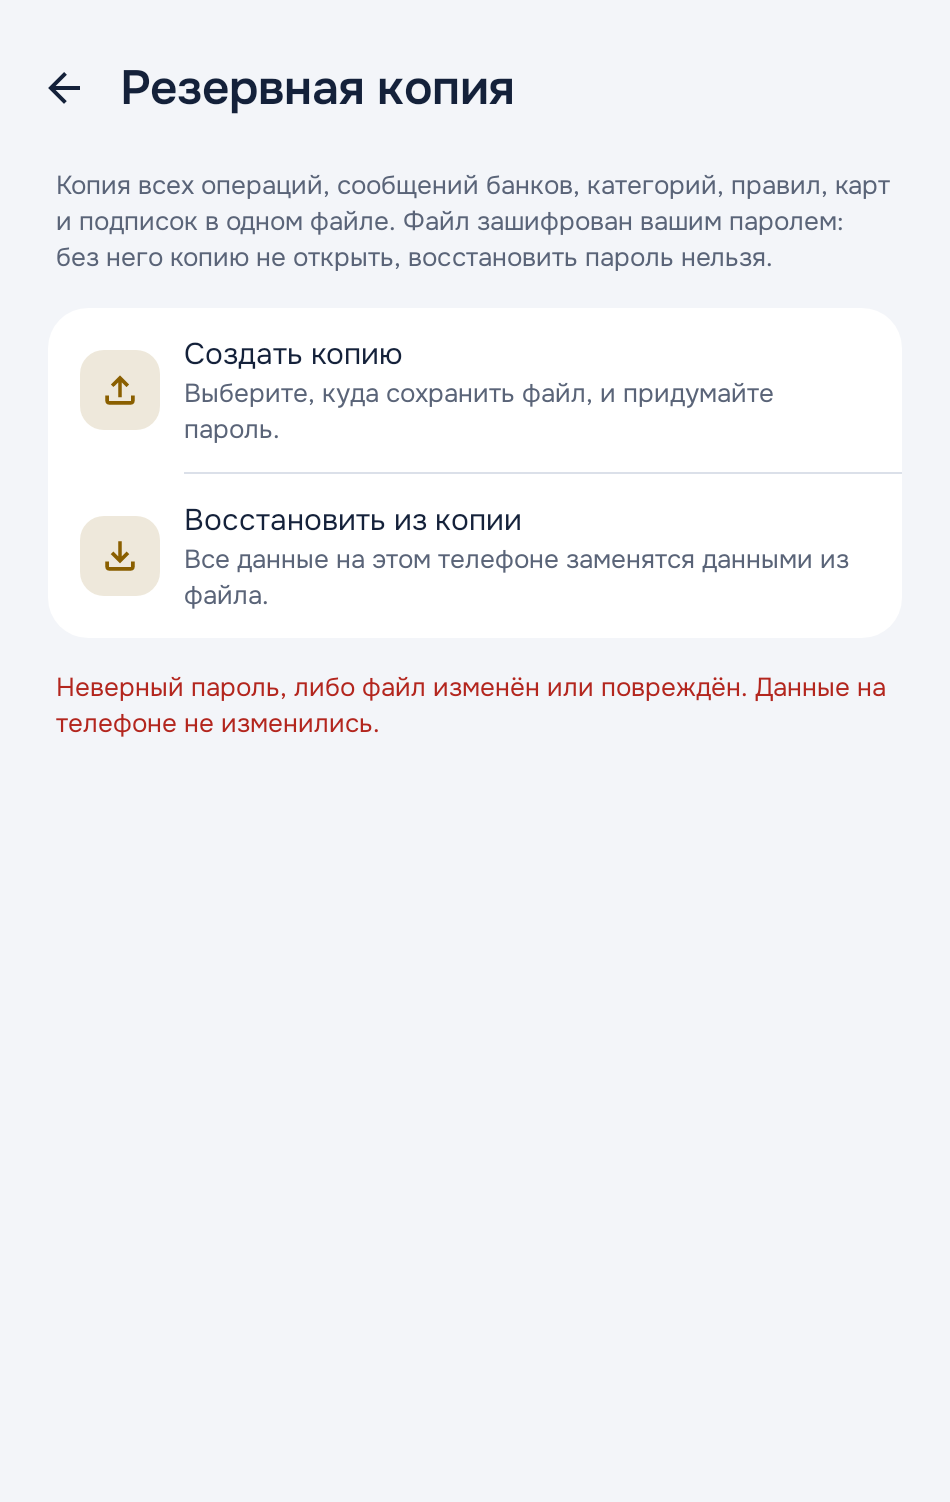 Резервная копия
Копия всех операций, сообщений банков, категорий, правил, карт
и подписок в одном файле. Файл зашифрован вашим паролем:
без него копию не открыть, восстановить пароль нельзя.
Создать копию
Выберите, куда сохранить файл, и придумайте
пароль.
Восстановить из копии
Все данные на этом телефоне заменятся данными из
файла.
Неверный пароль, либо файл изменён или повреждён. Данные на
телефоне не изменились.